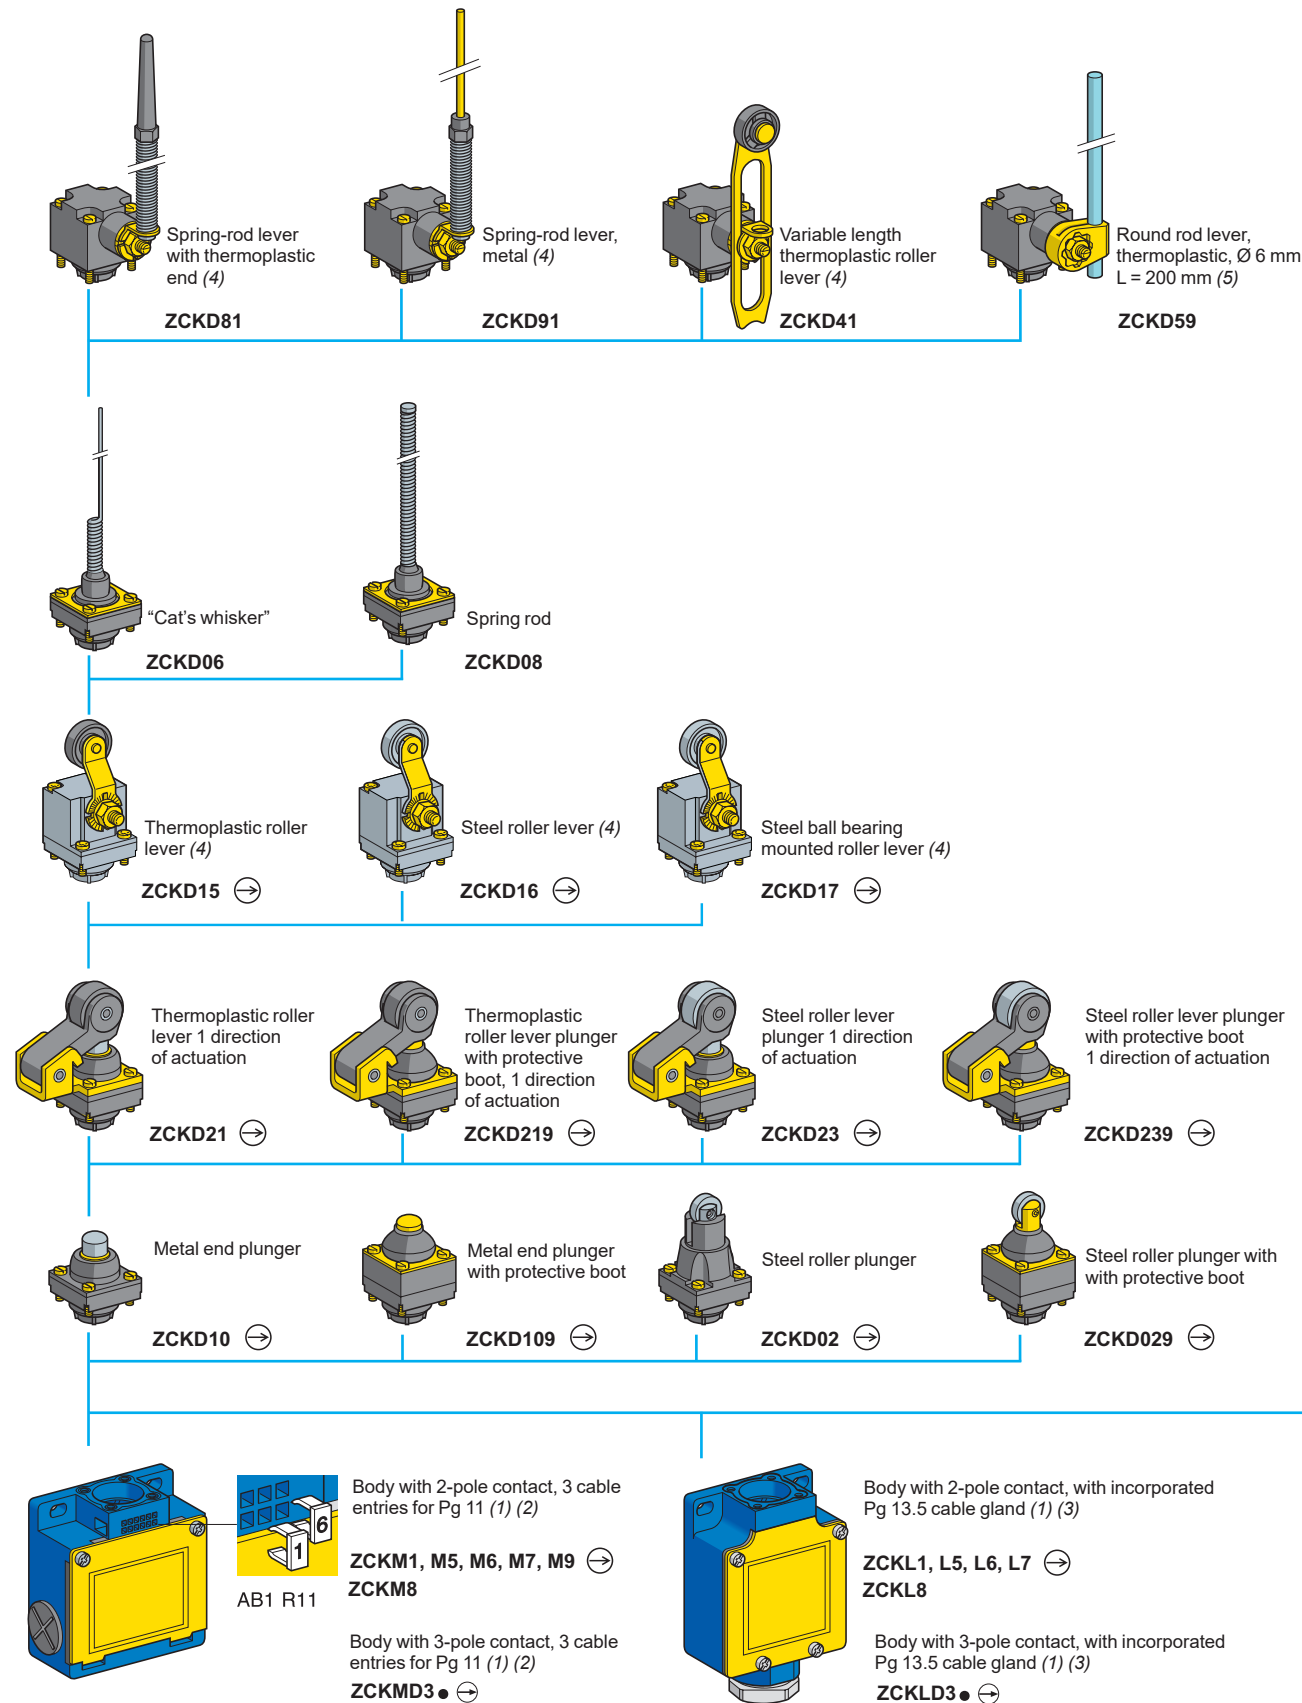 Spring-rod lever
with thermoplastic
end (4)
ZCKD81
Spring-rod lever,
metal (4)
ZCKD91
Variable length
thermoplastic roller
lever (4)
ZCKD41
Round rod lever,
thermoplastic, Ø 6 mm
L = 200 mm (5)
ZCKD59
“Cat’s whisker”
ZCKD06
Spring rod
ZCKD08
Thermoplastic roller
lever (4)
ZCKD15
Steel roller lever (4)
ZCKD16
Steel ball bearing
mounted roller lever (4)
ZCKD17
Thermoplastic roller
lever 1 direction
of actuation
ZCKD21
Thermoplastic
roller lever plunger
with protective
boot, 1 direction
of actuation
ZCKD219
Steel roller lever
plunger 1 direction
of actuation
ZCKD23
Steel roller lever plunger
with protective boot
1 direction of actuation
ZCKD239
Metal end plunger
ZCKD10
Metal end plunger
with protective boot
ZCKD109
Steel roller plunger
ZCKD02
Steel roller plunger with
with protective boot
ZCKD029
6
1
AB1 R11
Body with 2-pole contact, 3 cable
entries for Pg 11 (1) (2)
ZCKM1, M5, M6, M7, M9
ZCKM8
Body with 3-pole contact, 3 cable
entries for Pg 11 (1) (2)
ZCKMD3●
Body with 2-pole contact, with incorporated
Pg 13.5 cable gland (1) (3)
ZCKL1, L5, L6, L7
ZCKL8
Body with 3-pole contact, with incorporated
Pg 13.5 cable gland (1) (3)
ZCKLD3●